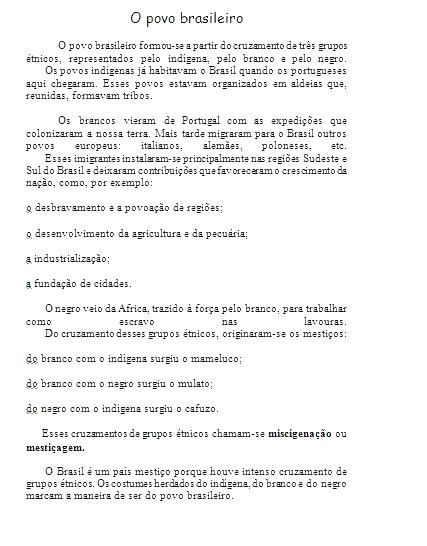 O povo brasileiro
O povo brasileiro formou-se a partir do cruzamento de três grupos
étnicos, representados pelo indígena, pelo branco e pelo negro.
Os povos indígenas já habitavam o Brasil quando os portugueses
aqui chegaram. Esses povos estavam organizados em aldeias que,
reunidas, formavam tribos.
Os brancos vieram de Portugal com as expedições que
colonizaram a nossa terra. Mais tarde migraram para o Brasil outros
povos europeus: italianos, alemães, poloneses, etc.
Esses imigrantes instalaram-se principalmente nas regiões Sudeste e
Sul do Brasil e deixaram contribuições que favoreceram o crescimento da
nação, como, por exemplo:
o desbravamento e a povoação de regiões;
o desenvolvimento da agricultura e da pecuária;
a industrialização;
a fundação de cidades.
O negro veio da Africa, trazido à força pelo branco, para trabalhar
como escravo nas lavouras.
Do cruzamento desses grupos étnicos, originaram-se os mestiços:
do branco com o indígena surgiu o mameluco;
do branco com o negro surgiu o mulato;
do negro com o indígena surgiu o cafuzo.
Esses cruzamentos de grupos étnicos chamam-se miscigenação ou
mestiçagem.
O Brasil é um país mestiço porque houve intenso cruzamento de
grupos étnicos. Os costumes herdados do indígena, do branco e do negro
marcam a maneira de ser do povo brasileiro.